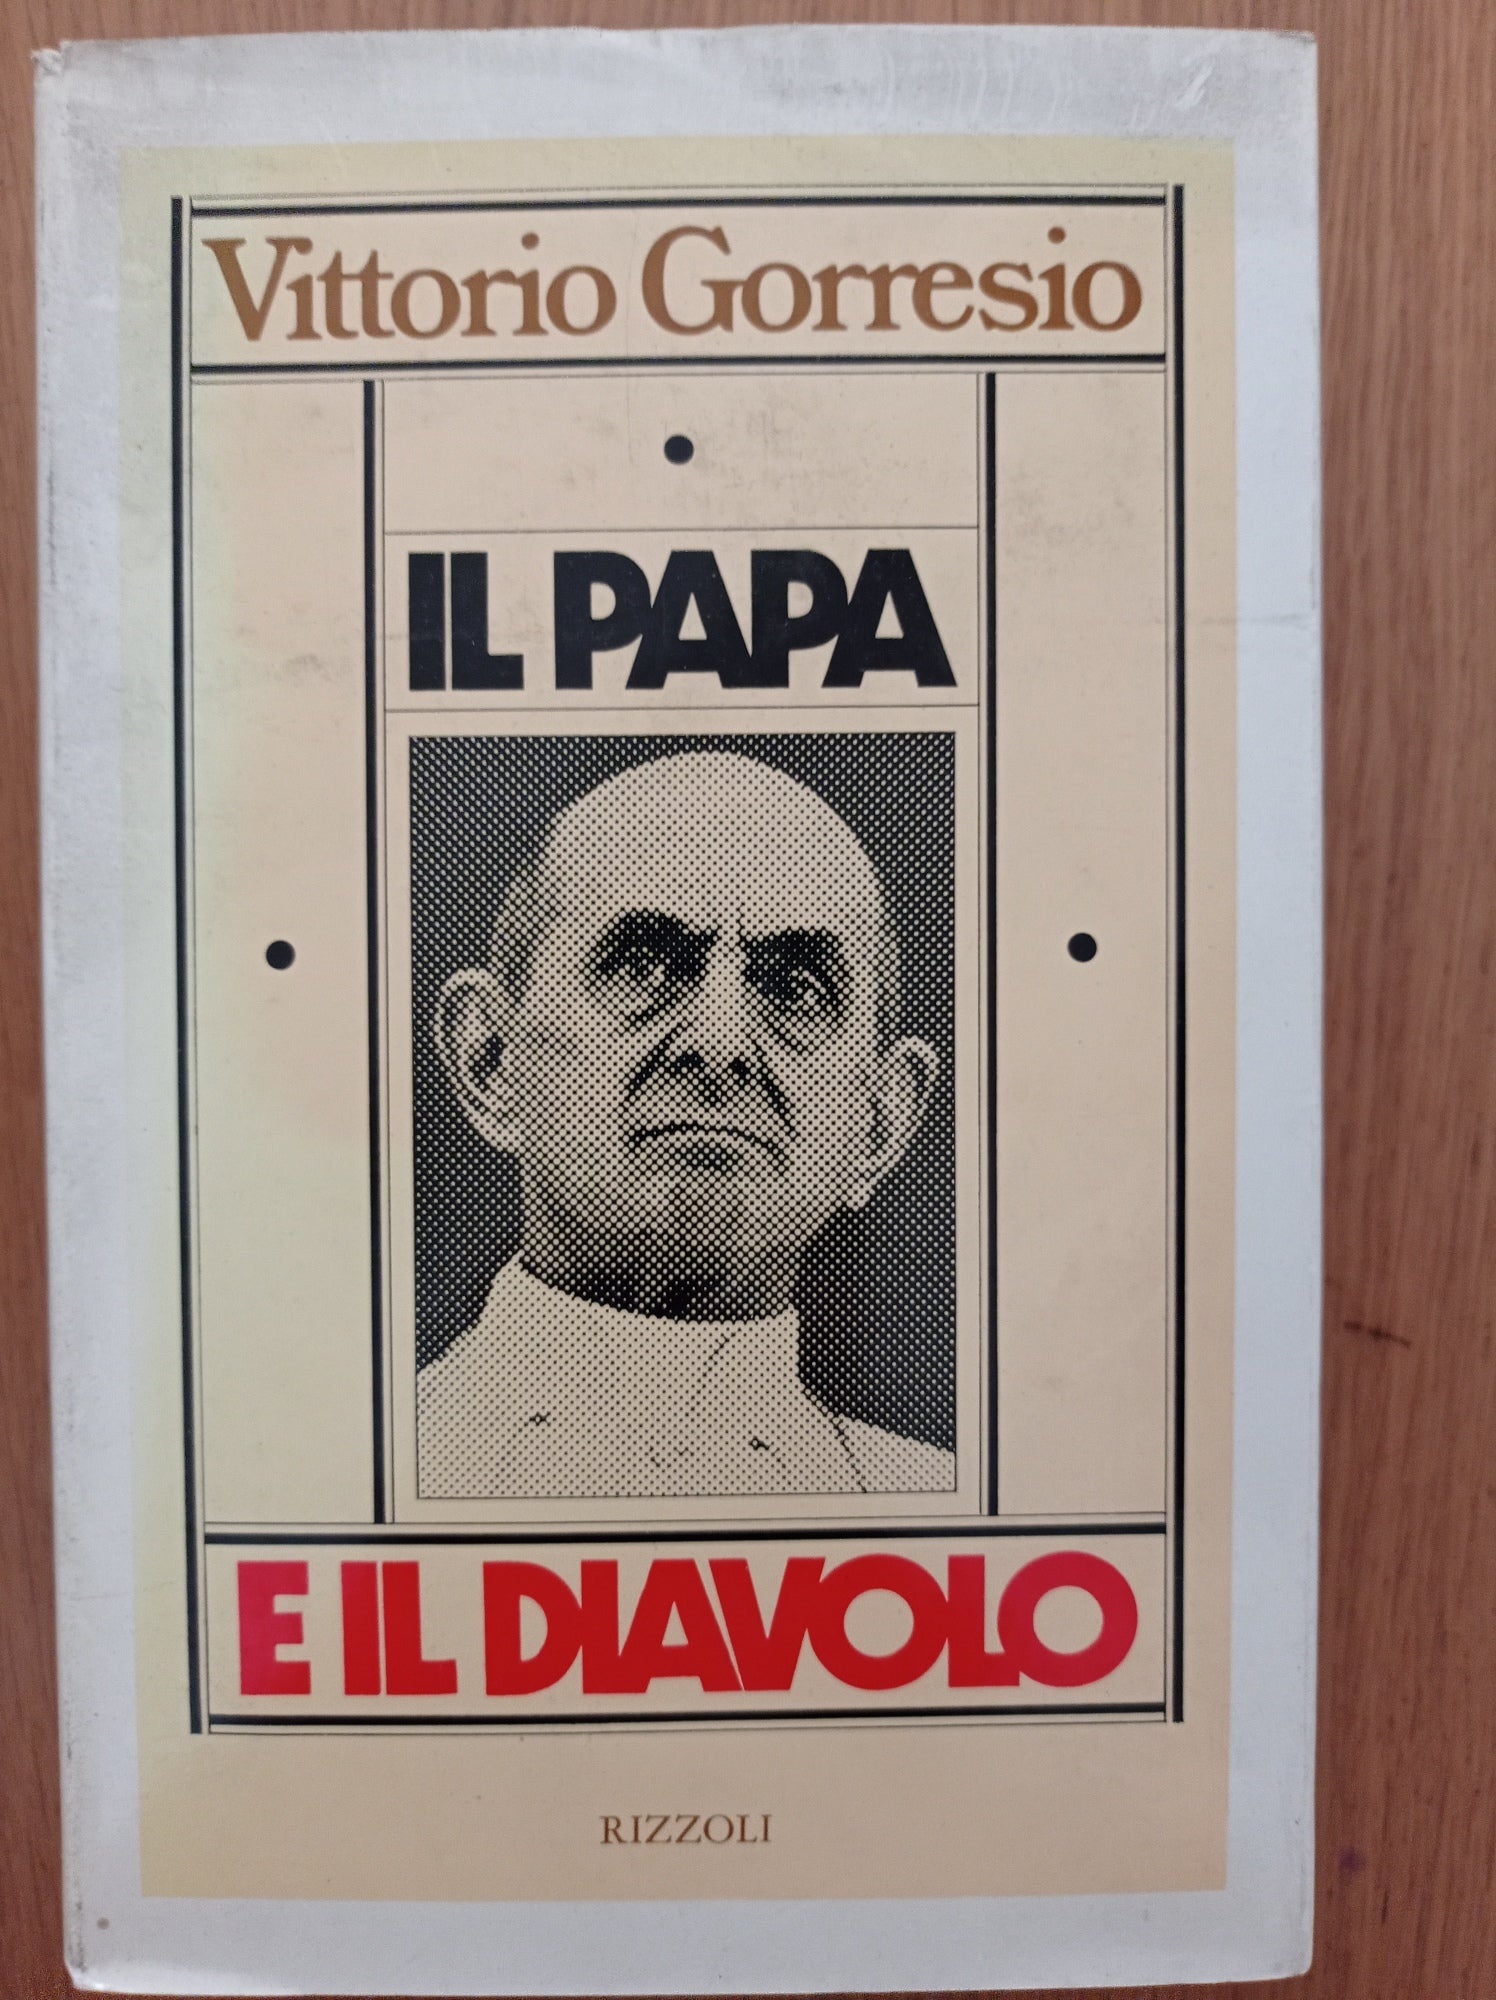 Vittorio Gorresio
IL PAPA
E IL DIAVOLO
RIZZOLI